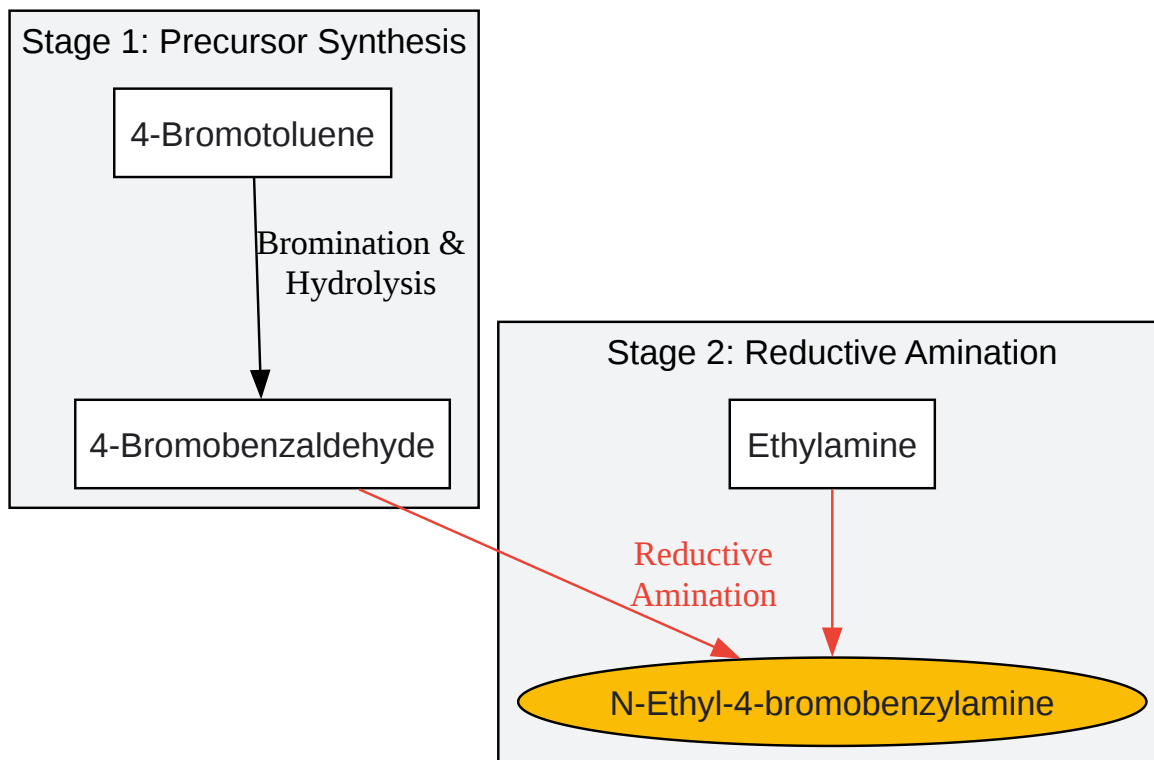 Stage 1: Precursor Synthesis
4-Bromotoluene
Bromination &
Hydrolysis
4-Bromobenzaldehyde
Stage 2: Reductive Amination
Ethylamine
Reductive
Amination
N-Ethyl-4-bromobenzylamine